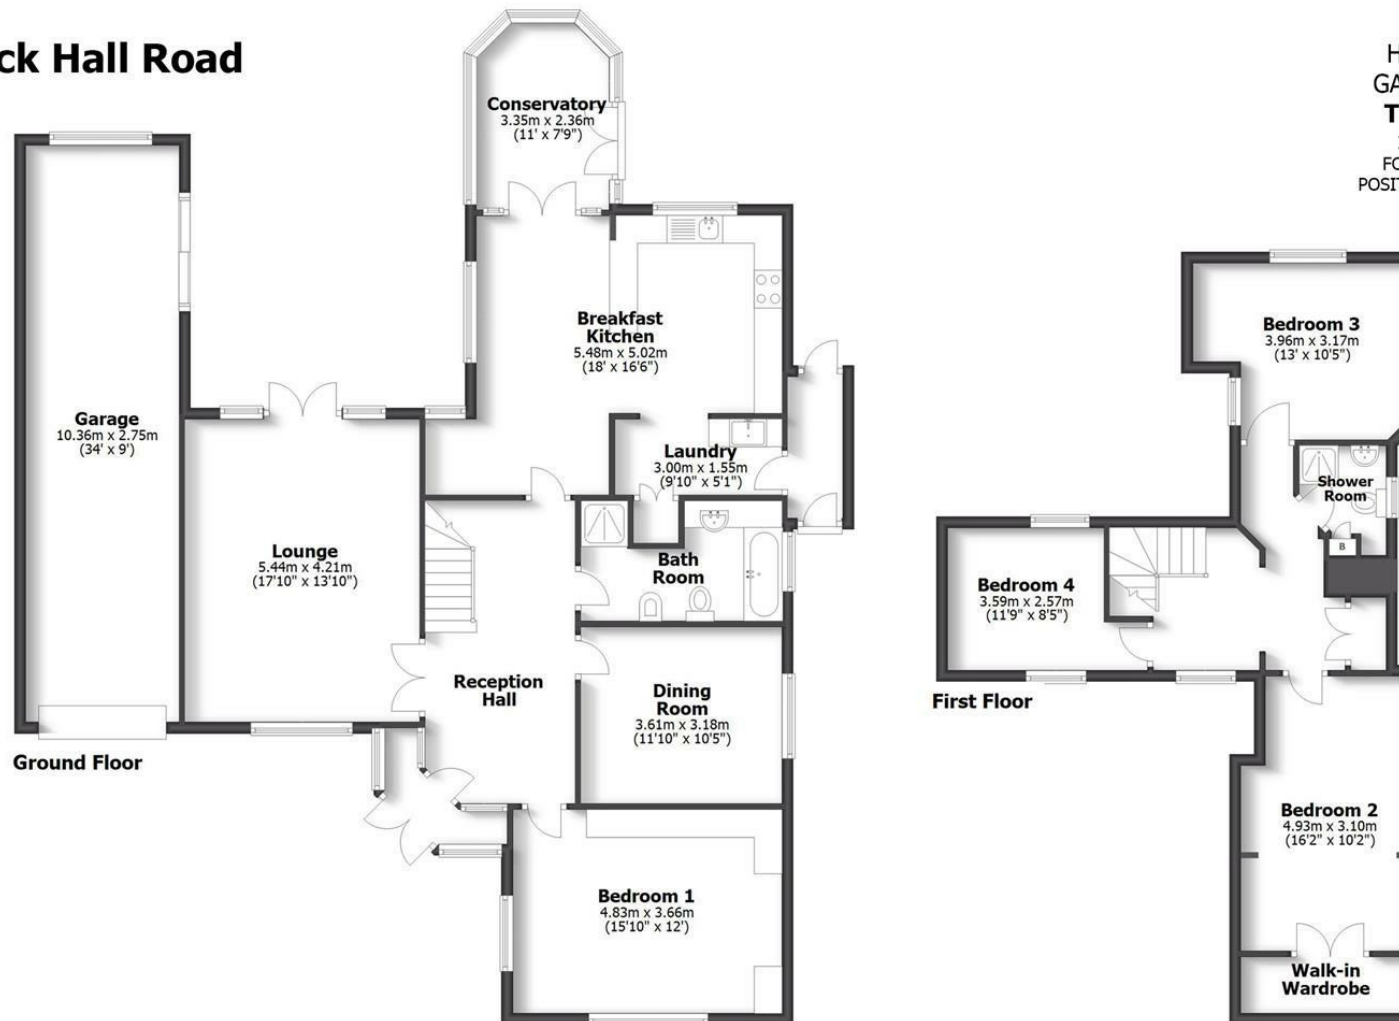 ck Hall Road
H
GA
T
FO
POSIT
Conservatory
3.35m x 2.36m
(11' x 7'9")
Breakfast
Kitchen
5.48m x 5.02m
(18' x 16'6")
Garage
10.36m x 2.75m
(34' x 9')
Laundry
3.00m x 1.55m
(9'10" x 5'1")
Lounge
5.44m x 4.21m
(17'10" x 13'10")
Bath
Room
Reception
Hall
Dining
Room
3.61m x 3.18m
(11'10" x 10'5")
Ground Floor
Bedroom 1
4.83m x 3.66m
(15'10" x 12')
Bedroom 3
3.96m x 3.17m
(13' x 10'5")
Shower
Room
B
Bedroom 4
3.59m x 2.57m
(11'9" x 8'5")
First Floor
Bedroom 2
4.93m x 3.10m
(16'2" x 10'2")
Walk-in
Wardrobe